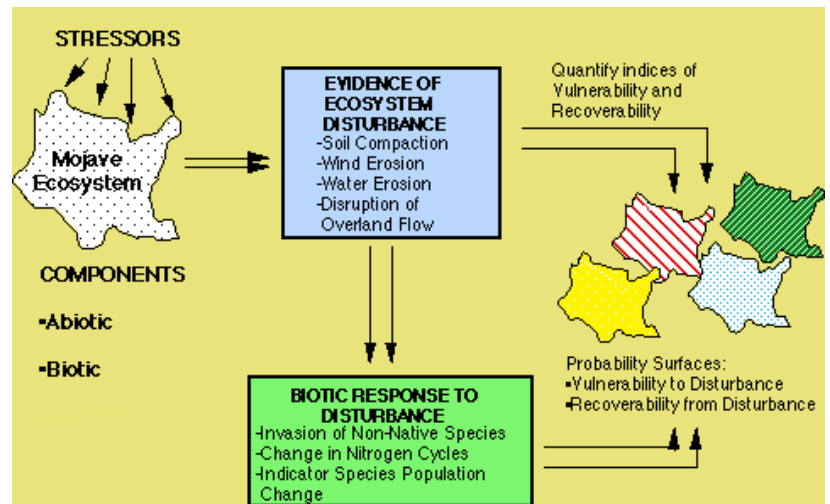 STRESSORS
Mojave
Ecosystem
COMPONENTS
-Abiotic
-Biotic
EVIDENCE OF
ECOSYSTEM
DISTURBANCE
-Soil Compaction
-Wind Erosion
-Water Erosion
-Disruption of
Overland Flow
Quantify indices of
Vulnerability and
Recoverability
BIOTIC RESPONSE TO
DISTURBANCE
-Invasion of Non-Native Species
-Change in Nitrogen Cycles
-Indicator Species Population
Change
Probability Surfaces:
-Vulnerability to Disturbance
-Recoverability from Disturbance